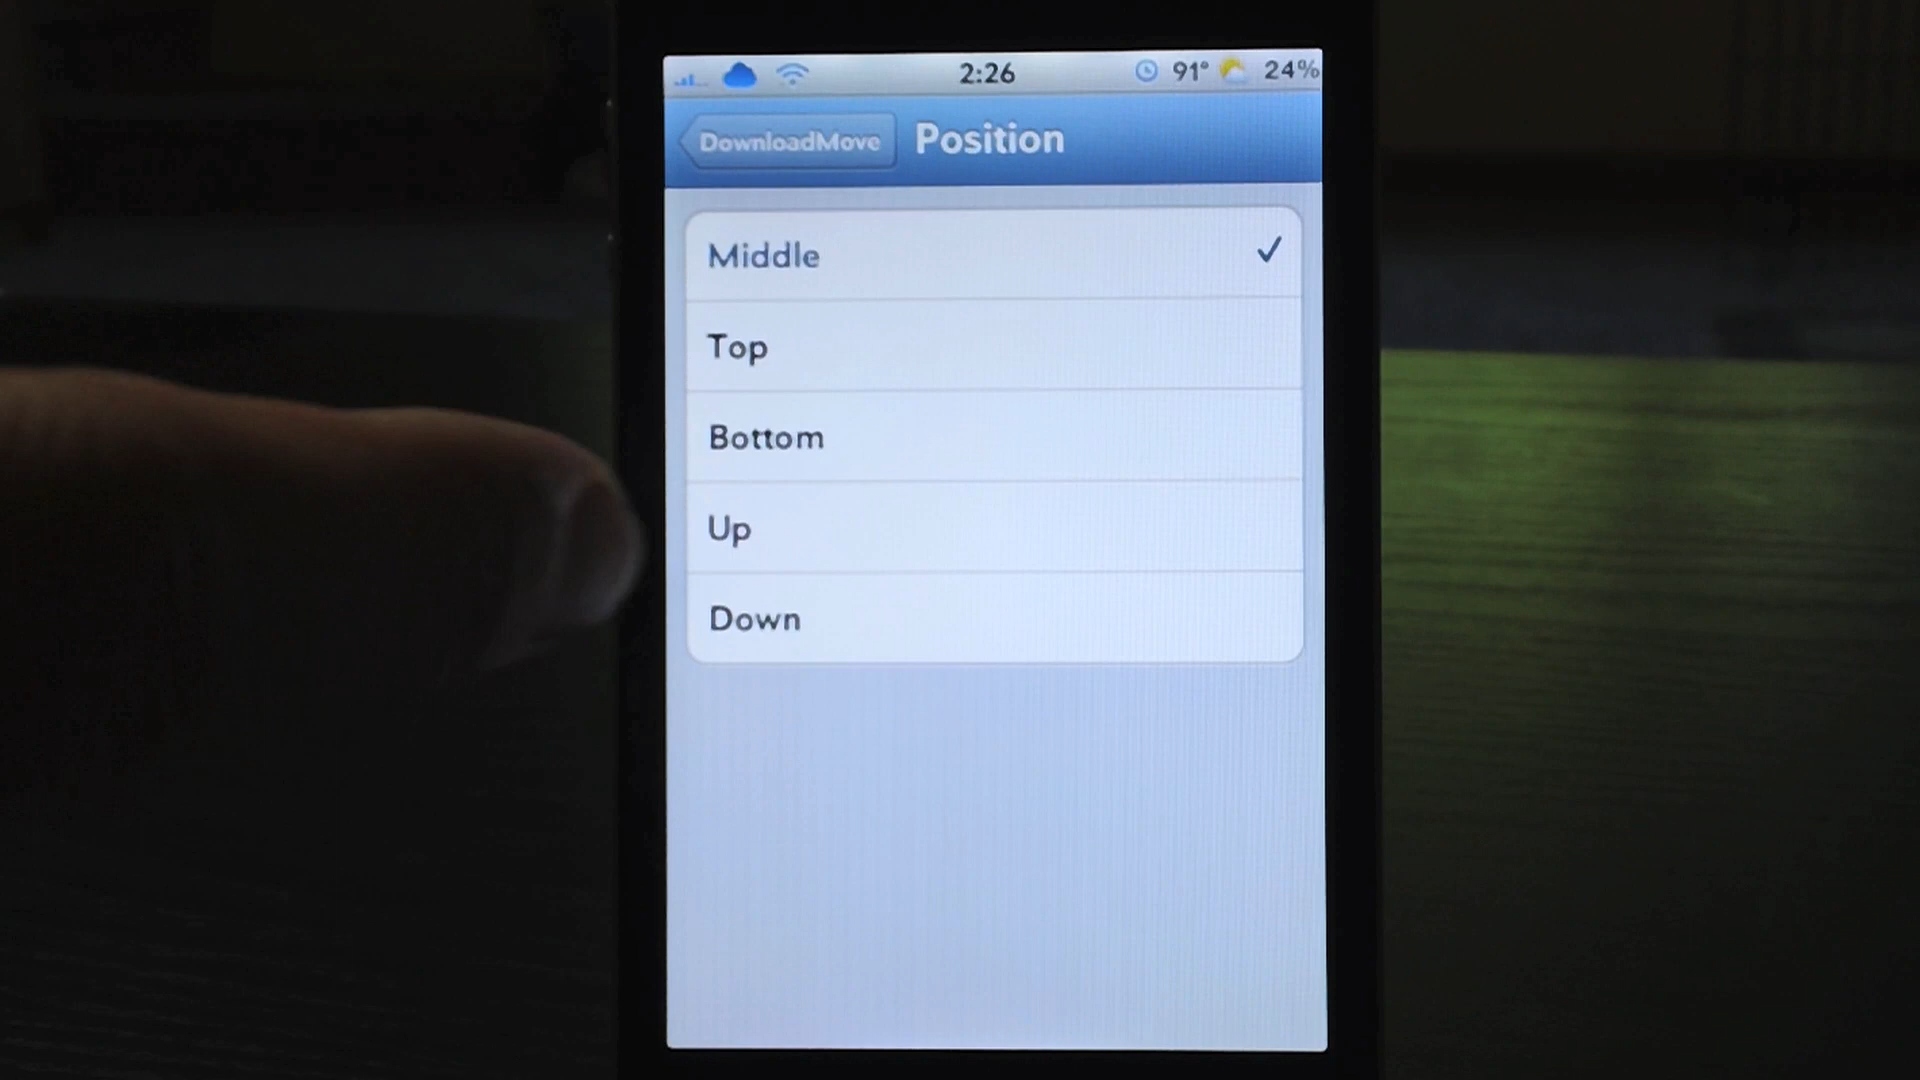 2:26 91° 24%
DownloadMove Position
Middle
Top
Bottom
Up
Down